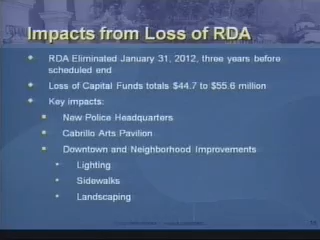 Impacts from Loss of RDA
RDA Eliminated January 31, 2012, three years before
scheduled end
Loss of Capital Funds totals $44.7 to $55.6 million
Key impacts:
New Police Headquarters
Cabrillo Arts Pavilion
Downtown and Neighborhood Improvements
Lighting
Sidewalks
Landscaping